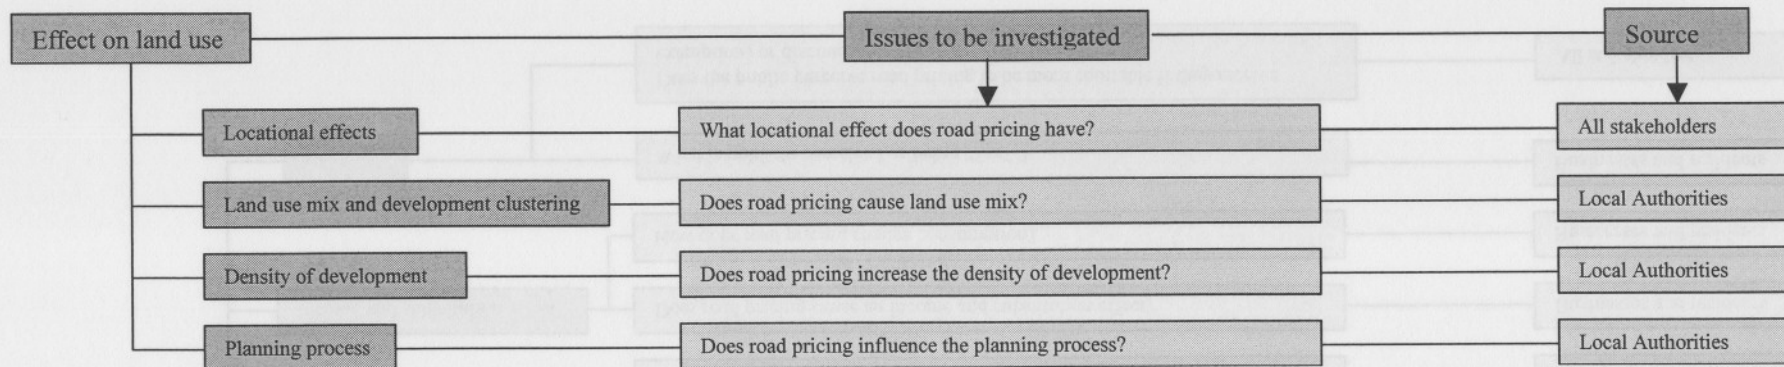 Effect on land use
Issues to be investigated
Source
Locational effects
What locational effect does road pricing have?
All stakeholders
Land use mix and development clustering
Does road pricing cause land use mix?
Local Authorities
Density of development
Does road pricing increase the density of development?
Local Authorities
Planning process
Does road pricing influence the planning process?
Local Authorities